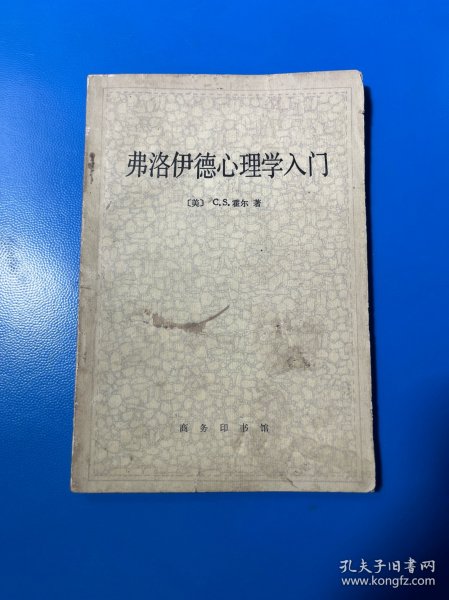 弗洛伊德心理学入门
〔美〕 C.S.霍尔 著
商务印书馆
孔夫子旧书网
www.kongfz.com